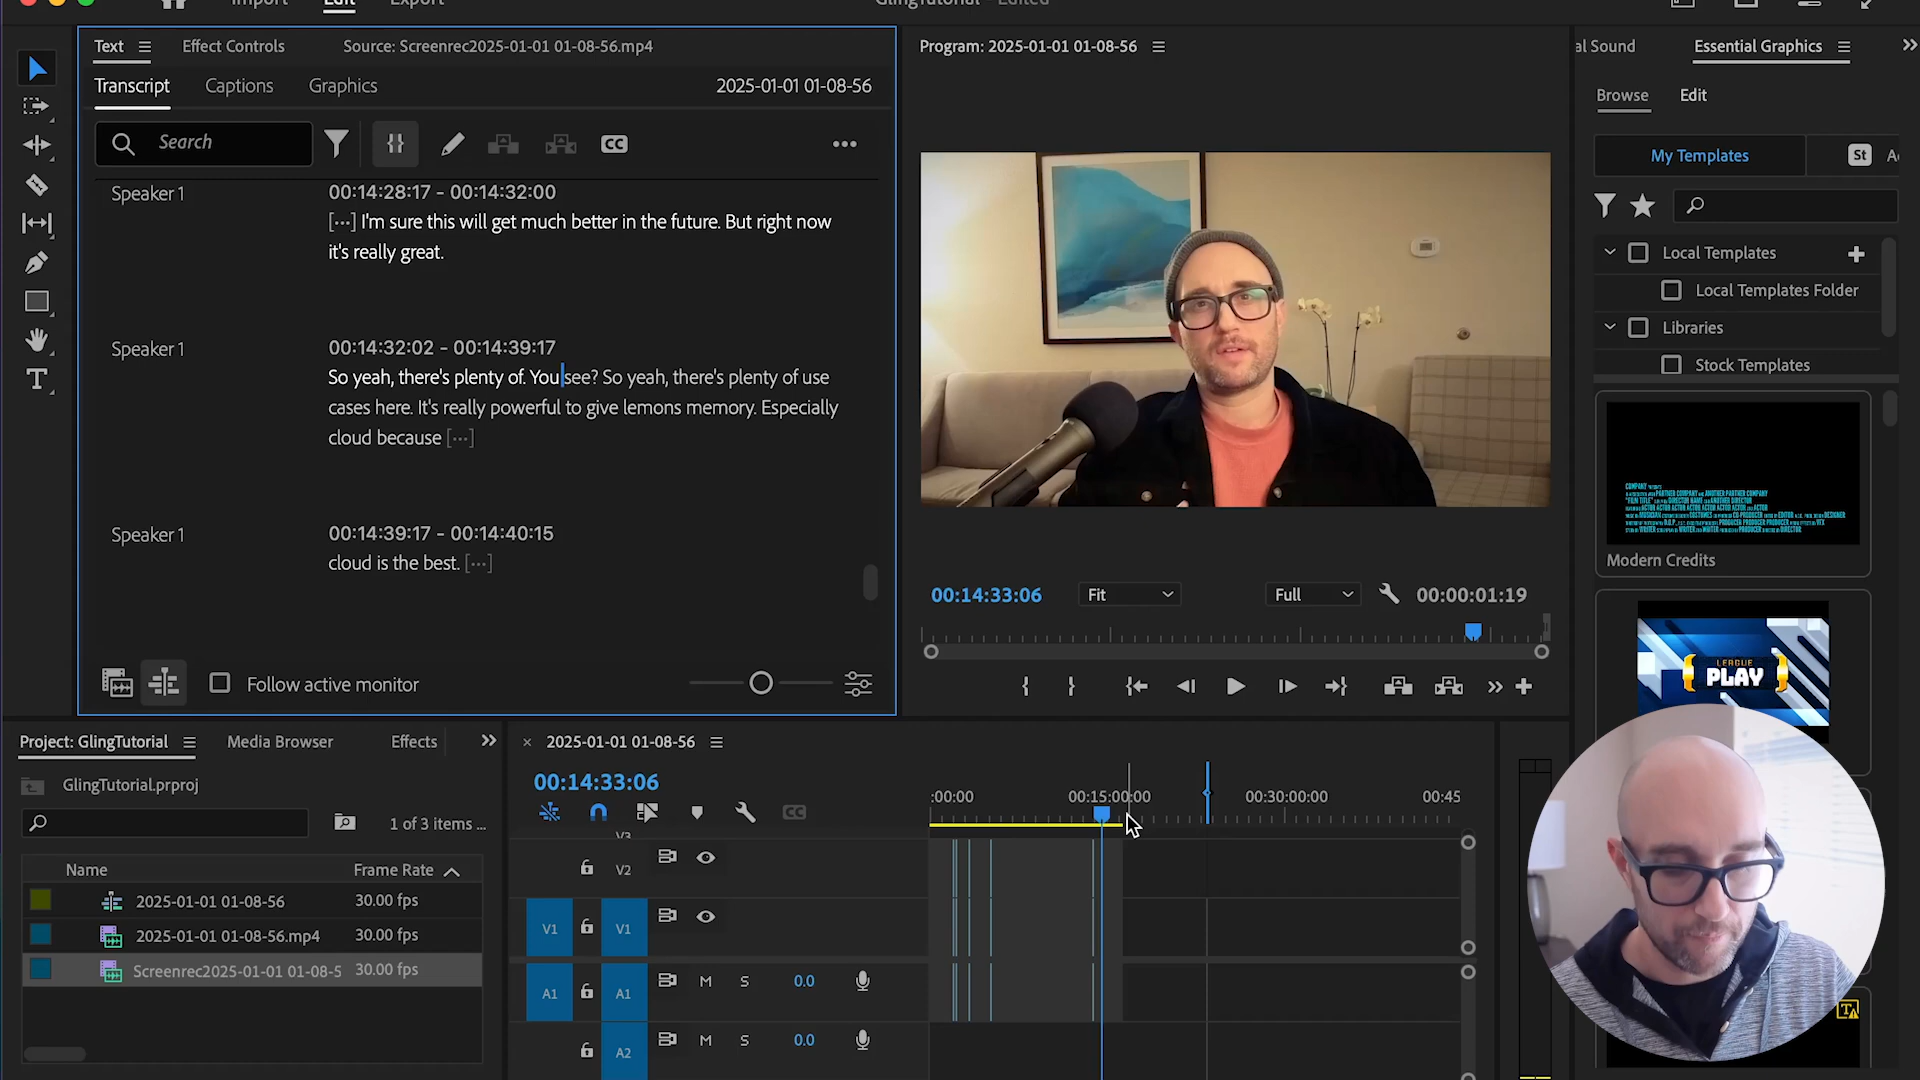 Import
Edit
Export
GlingTutorial - Edited
Text
Effect Controls
Source: Screenrec2025-01-01 01-08-56.mp4
Transcript
Captions
Graphics
2025-01-01 01-08-56
Search
CC
Speaker 1
00:14:28:17 - 00:14:32:00
[...] I'm sure this will get much better in the future. But right now
it's really great.
Speaker 1
00:14:32:02 - 00:14:39:17
So yeah, there's plenty of. You see? So yeah, there's plenty of use
cases here. It's really powerful to give lemons memory. Especially
cloud because [...]
Speaker 1
00:14:39:17 - 00:14:40:15
cloud is the best. [...]
Follow active monitor
Program: 2025-01-01 01-08-56
00:14:33:06
Fit
Full
00:00:01:19
al Sound
Essential Graphics
Browse
Edit
My Templates
St
A
Local Templates
Local Templates Folder
Libraries
Stock Templates
Modern Credits
LEAGUE
PLAY
Project: GlingTutorial
Media Browser
Effects
GlingTutorial.prproj
1 of 3 items ...
Name
Frame Rate
2025-01-01 01-08-56
30.00 fps
2025-01-01 01-08-56.mp4
30.00 fps
Screenrec2025-01-01 01-08-5
30.00 fps
2025-01-01 01-08-56
00:14:33:06
CC
:00:00
00:15:00:00
00:30:00:00
00:45
V3
V2
V1
V1
A1
A1
M
S
0.0
A2
M
S
0.0